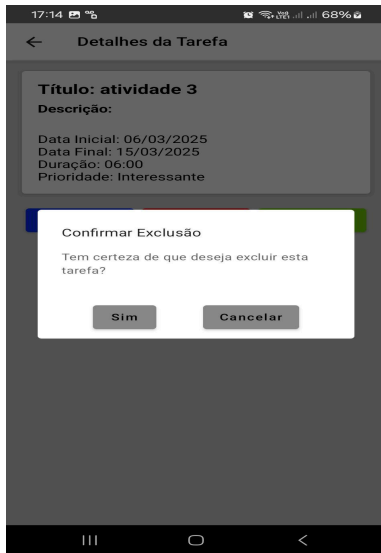 17:14 68%
Detalhes da Tarefa
Título: atividade 3
Descrição:
Data Inicial: 06/03/2025
Data Final: 15/03/2025
Duração: 06:00
Prioridade: Interessante
Confirmar Exclusão
Tem certeza de que deseja excluir esta
tarefa?
Sim Cancelar